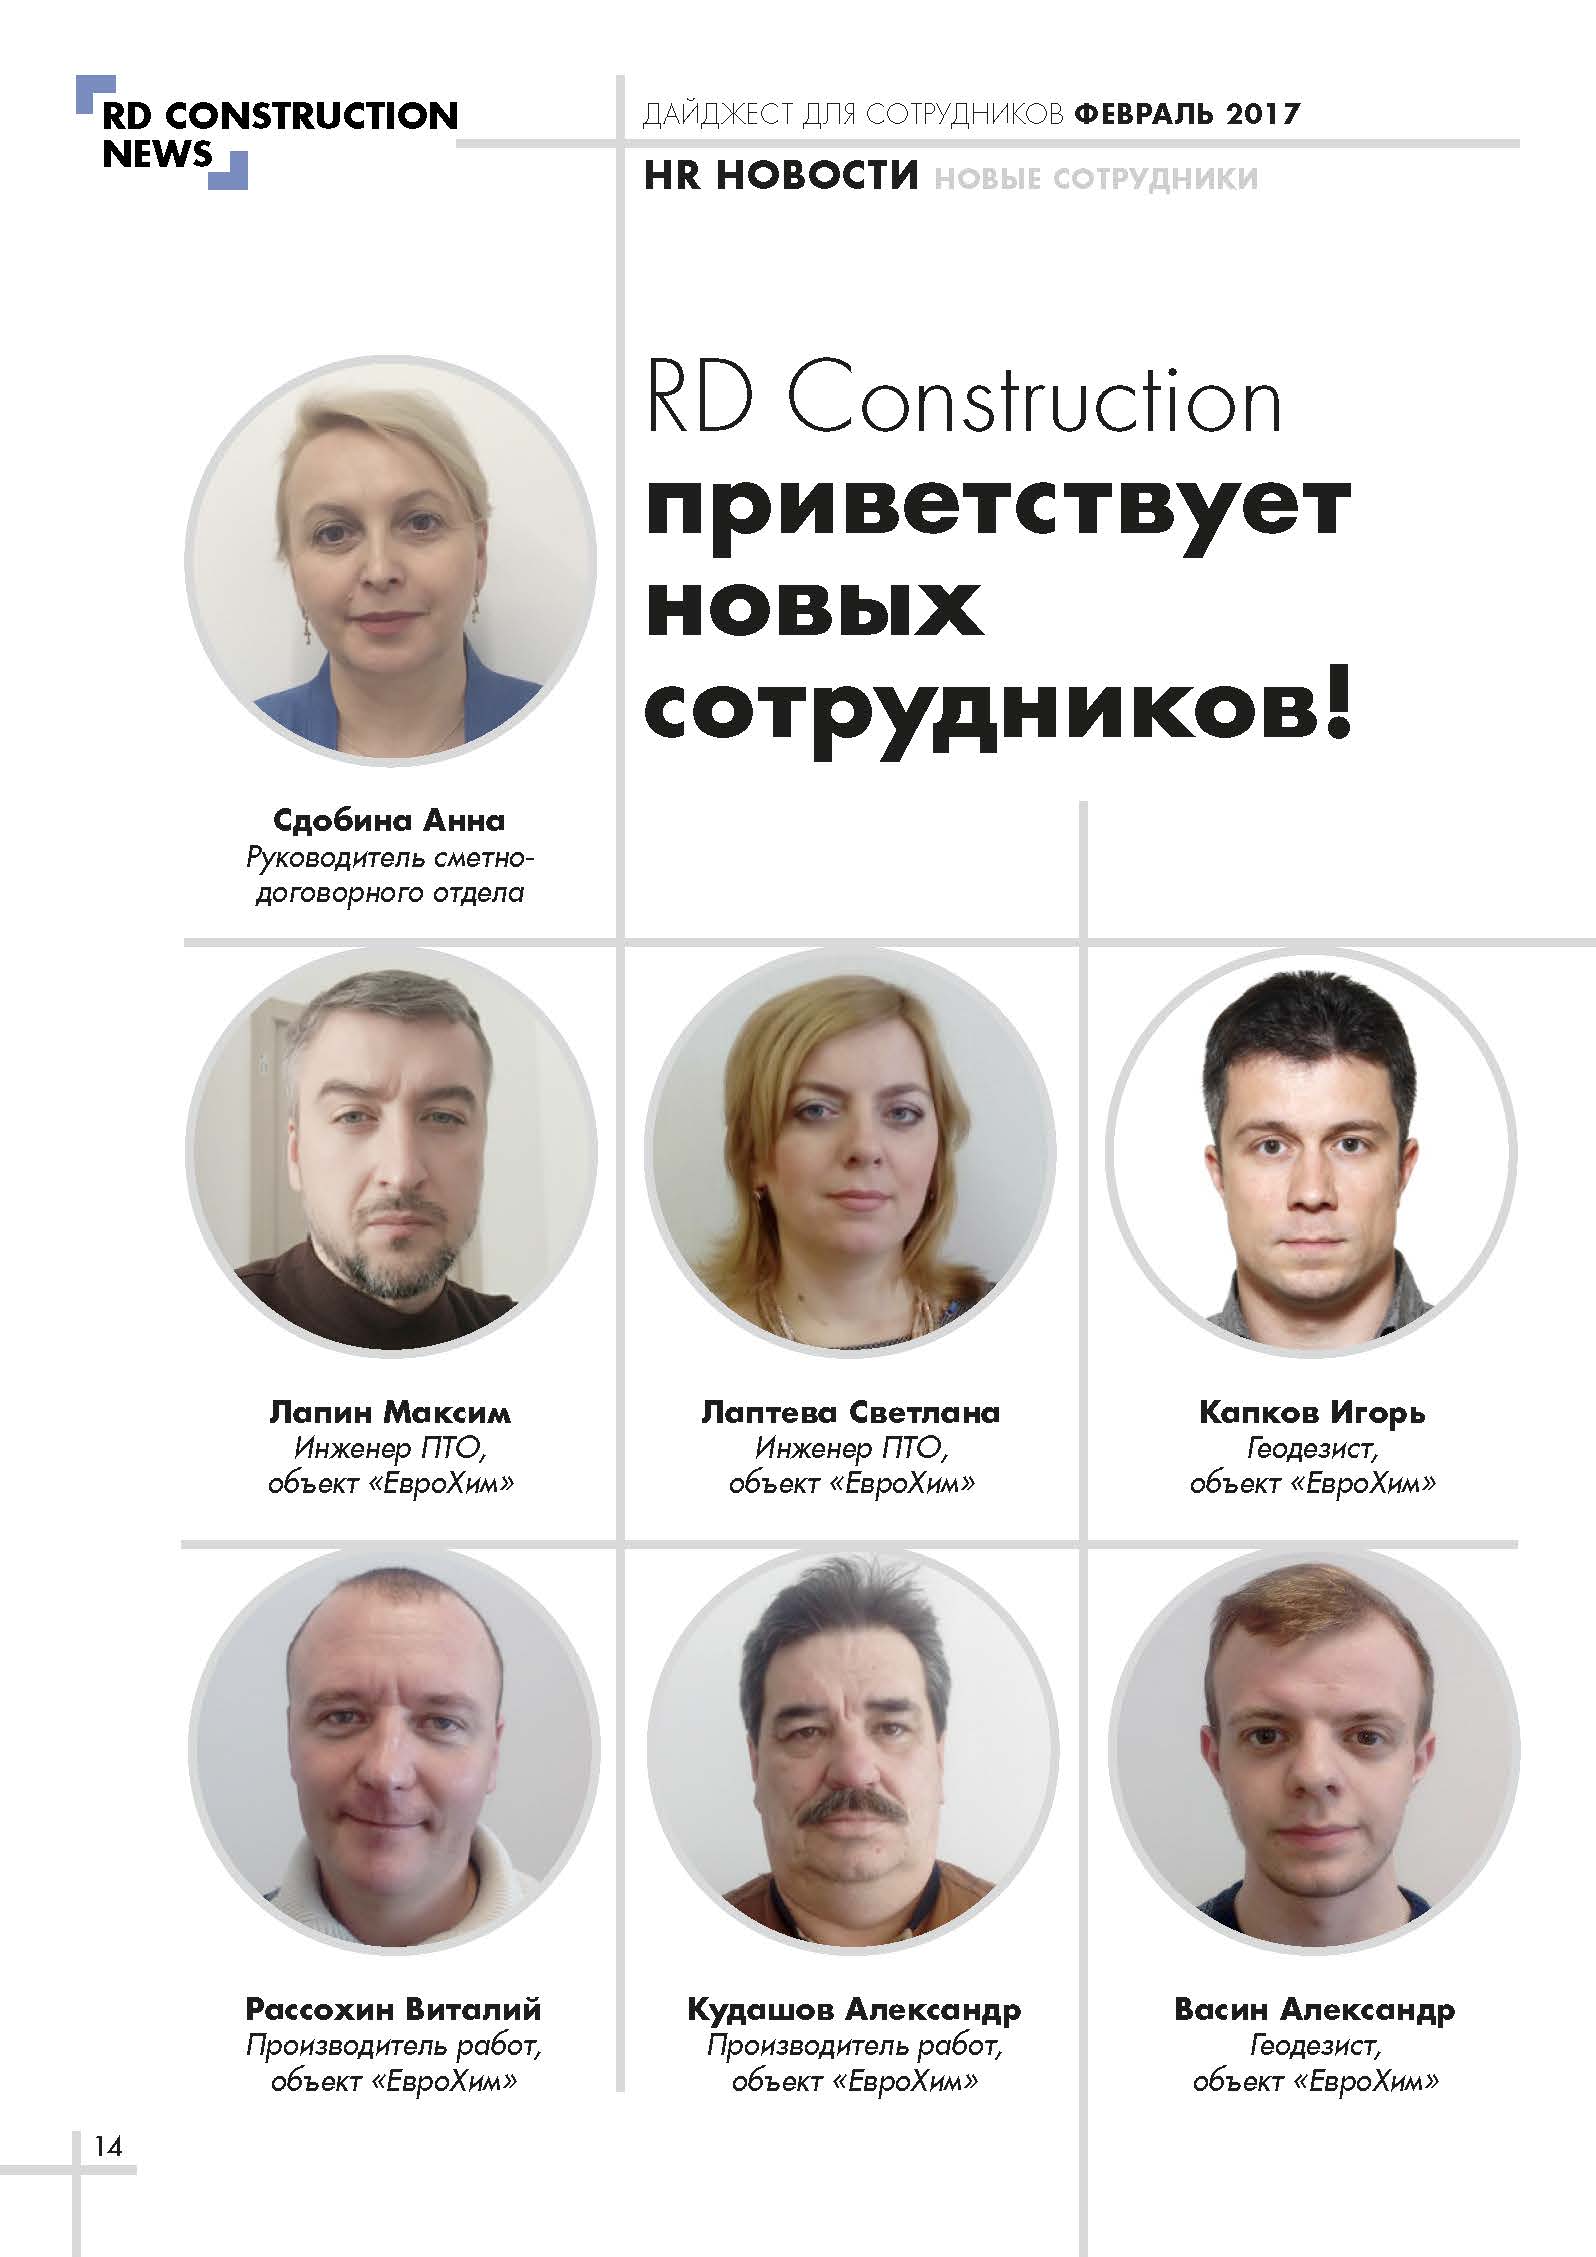 RD CONSTRUCTION
NEWS
ДАЙДЖЕСТ ДЛЯ СОТРУДНИКОВ ФЕВРАЛЬ 2017
HR НОВОСТИ НОВЫЕ СОТРУДНИКИ
RD Construction
приветствует
новых
сотрудников!
Сдобина Анна
Руководитель сметно-
договорного отдела
Лапин Максим
Инженер ПТО,
объект «ЕвроХим»
Лаптева Светлана
Инженер ПТО,
объект «ЕвроХим»
Капков Игорь
Геодезист,
объект «ЕвроХим»
Рассохин Виталий
Производитель работ,
объект «ЕвроХим»
Кудашов Александр
Производитель работ,
объект «ЕвроХим»
Васин Александр
Геодезист,
объект «ЕвроХим»
14